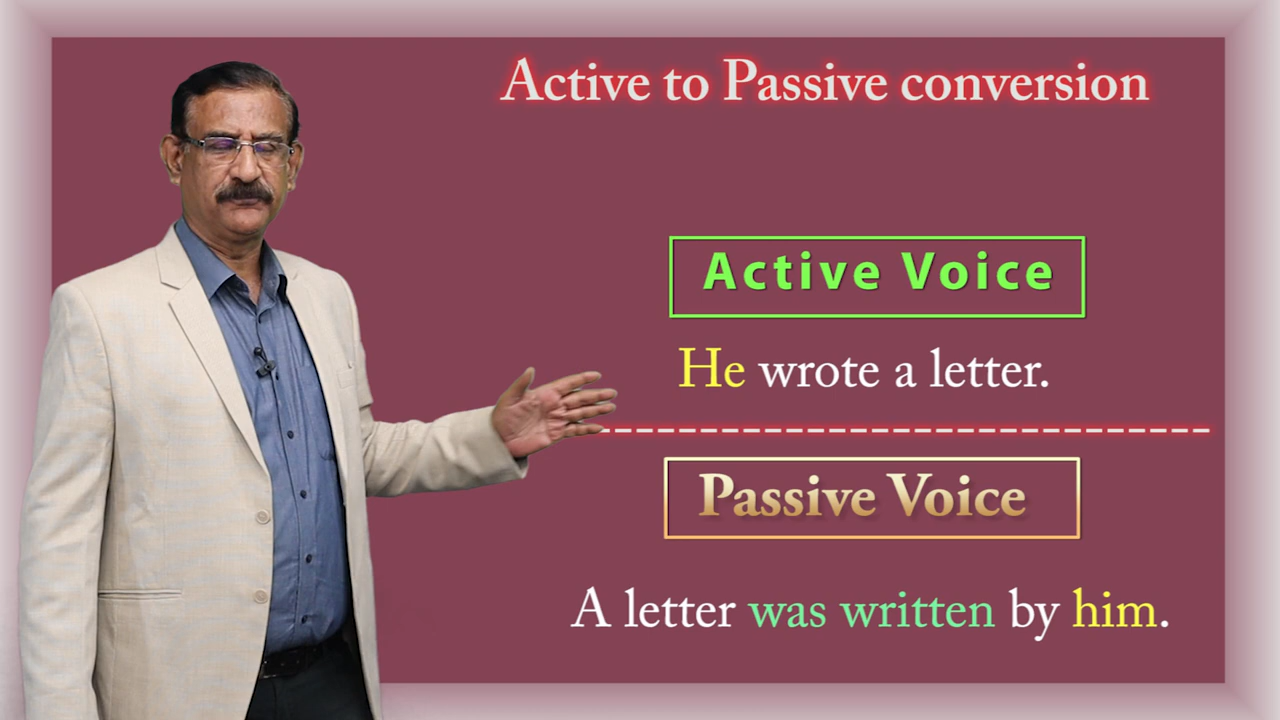 Active to Passive conversion
Active Voice
He wrote a letter.
Passive Voice
A letter was written by him.